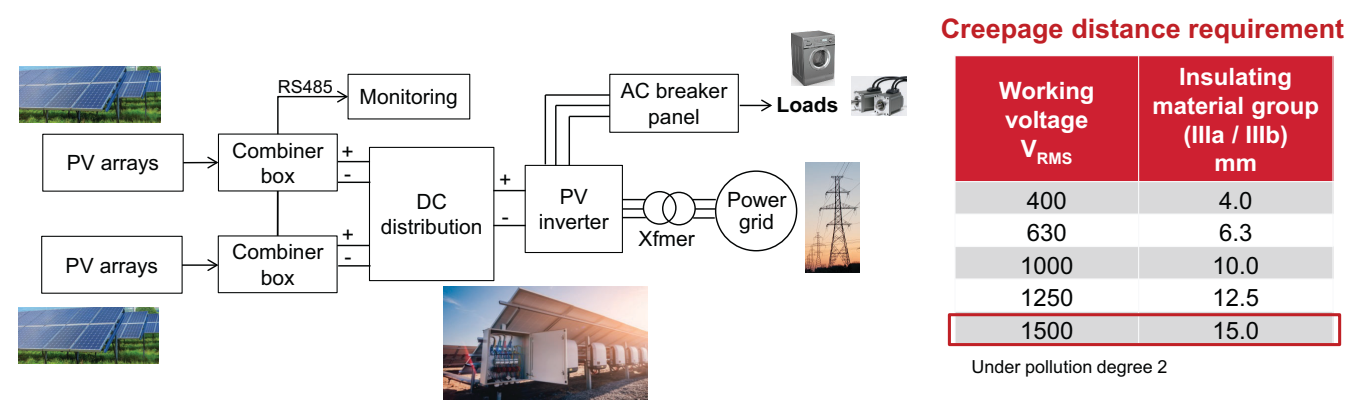 RS485
Monitoring
PV arrays
Combiner
box
+
-
DC
distribution
+
-
PV
inverter
AC breaker
panel
Loads
Xfmer
Power
grid
PV arrays
Combiner
box
+
-
Creepage distance requirement
Working
voltage
VRMS
Insulating
material group
(IIIa / IIIb)
mm
400 4.0
630 6.3
1000 10.0
1250 12.5
1500 15.0
Under pollution degree 2